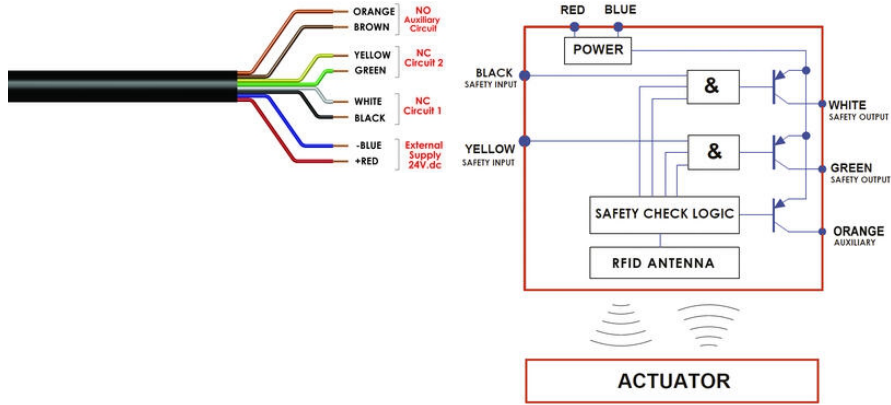 ORANGE
BROWN
NO
Auxiliary
Circuit
YELLOW
GREEN
NC
Circuit 2
WHITE
BLACK
NC
Circuit 1
-BLUE
+RED
External
Supply
24V.dc
RED
BLUE
POWER
BLACK
SAFETY INPUT
&
WHITE
SAFETY OUTPUT
YELLOW
SAFETY INPUT
&
GREEN
SAFETY OUTPUT
SAFETY CHECK LOGIC
ORANGE
AUXILIARY
RFID ANTENNA
ACTUATOR